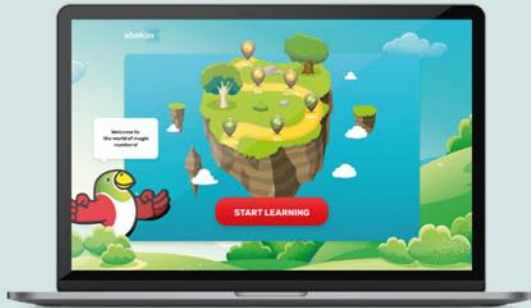 abakus
Welcome to
the world of magic
numbers!
START LEARNING